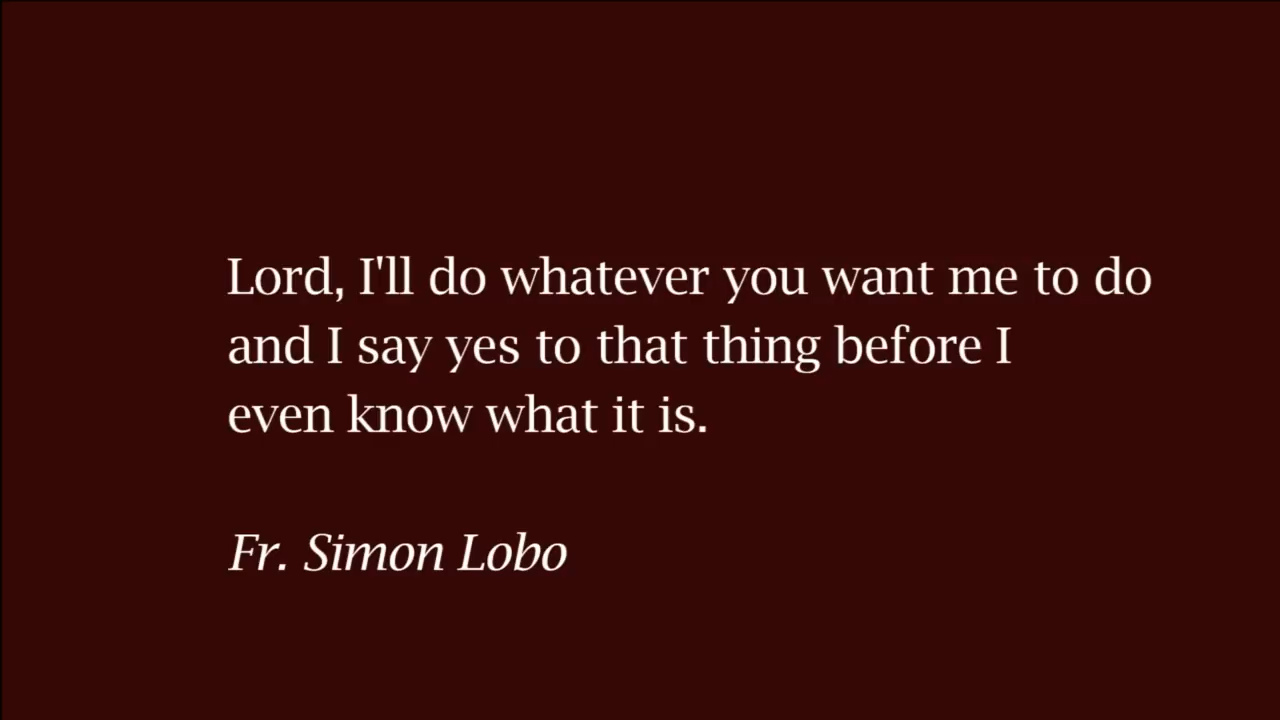 Lord, I'll do whatever you want me to do
and I say yes to that thing before I
even know what it is.
Fr. Simon Lobo